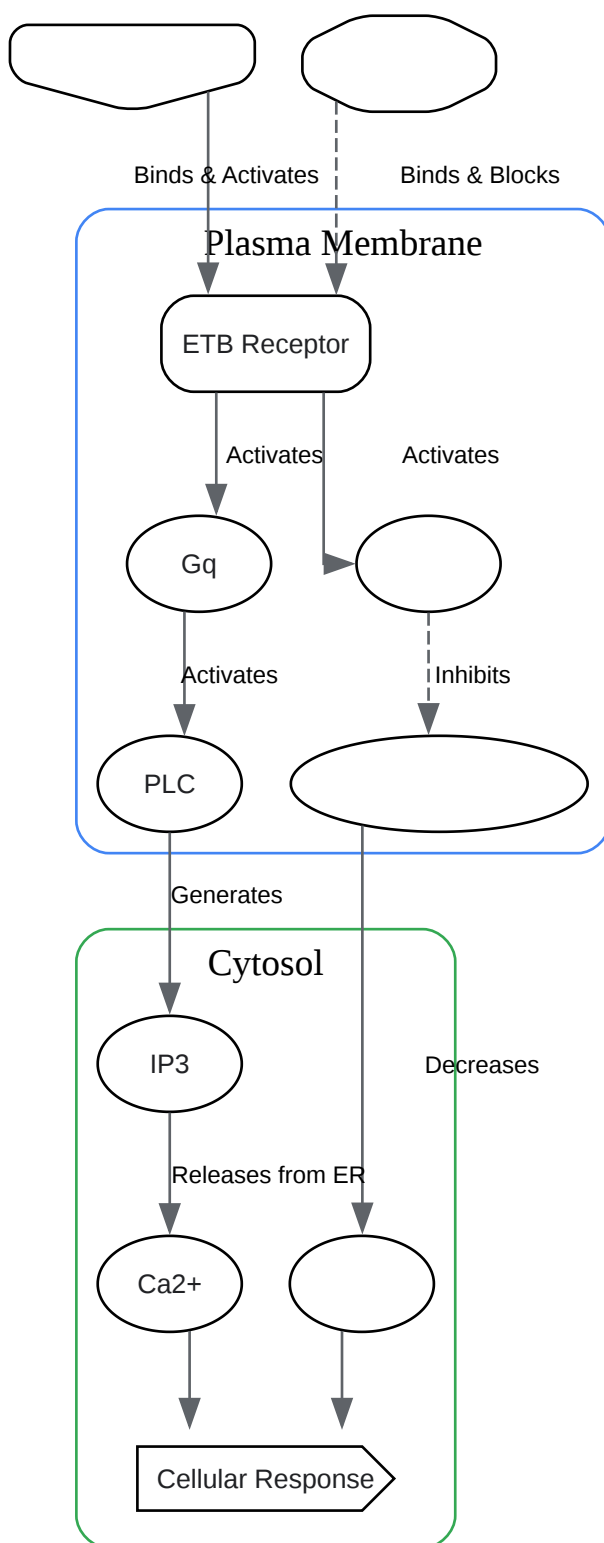 Binds & Activates
Binds & Blocks
Plasma Membrane
ETB Receptor
Activates
Activates
Gq
Activates
Inhibits
PLC
Generates
Cytosol
IP3
Decreases
Releases from ER
Ca2+
Cellular Response